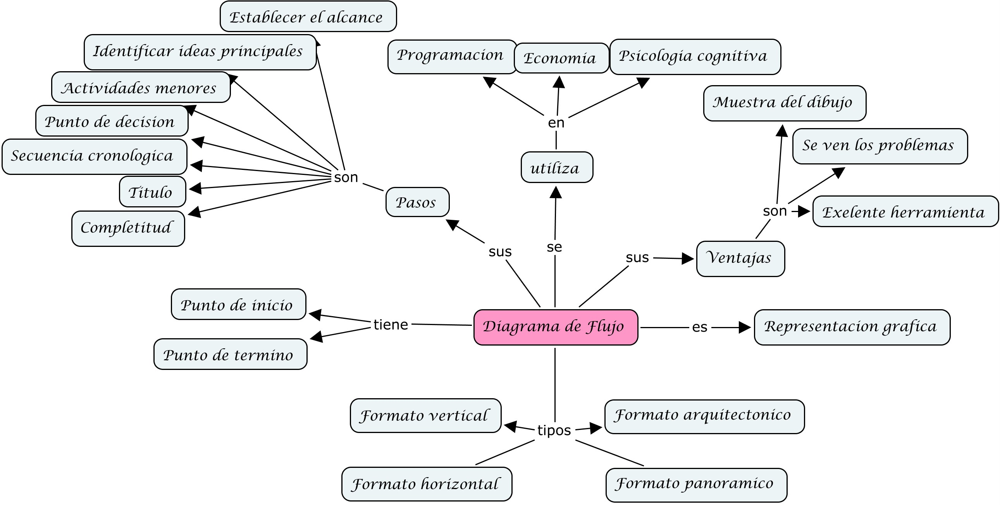 Establecer el alcance
Identificar ideas principales
Actividades menores
Punto de decision
Secuencia cronologica
Titulo
Completitud
son
Pasos
sus
Programacion
Economia
Psicologia cognitiva
en
utiliza
se
Muestra del dibujo
Se ven los problemas
Exelente herramienta
son
Ventajas
sus
Punto de inicio
Punto de termino
tiene
Diagrama de Flujo
es
Representacion grafica
tipos
Formato vertical
Formato arquitectonico
Formato horizontal
Formato panoramico